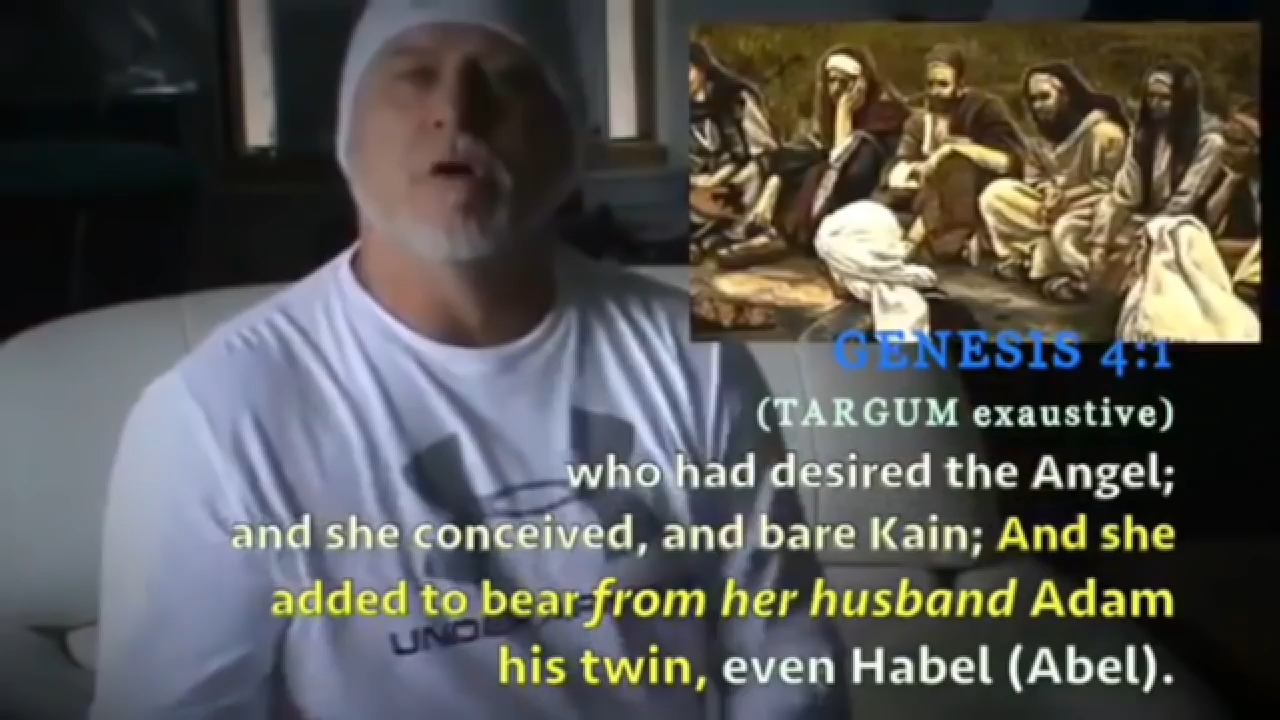 GENESIS 4:1
(TARGUM exaustive)
who had desired the Angel;
and she conceived, and bare Kain; And she
added to bear from her husband Adam
his twin, even Habel (Abel).